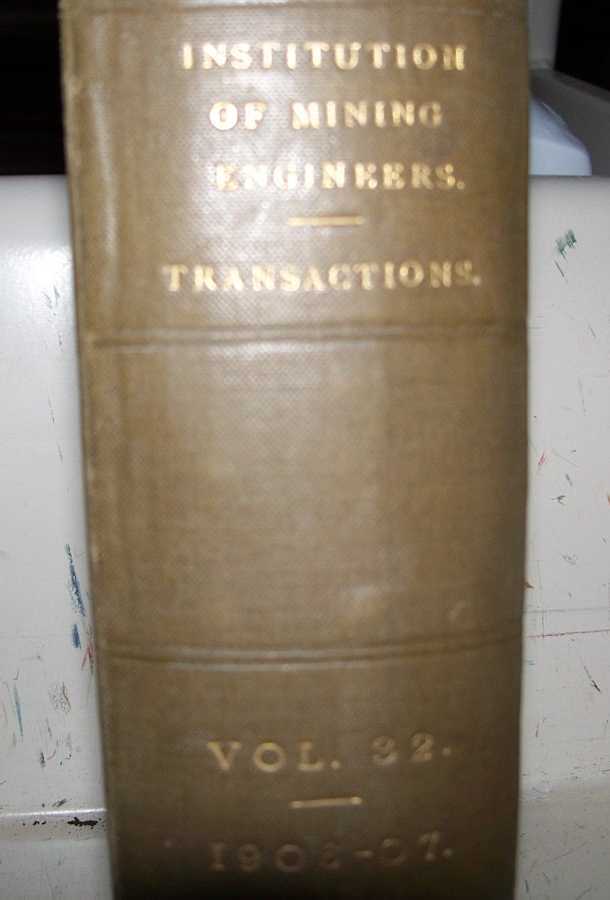 INSTITUTION
OF MINING
ENGINEERS.
TRANSACTIONS.
VOL. 32.
1906-07.